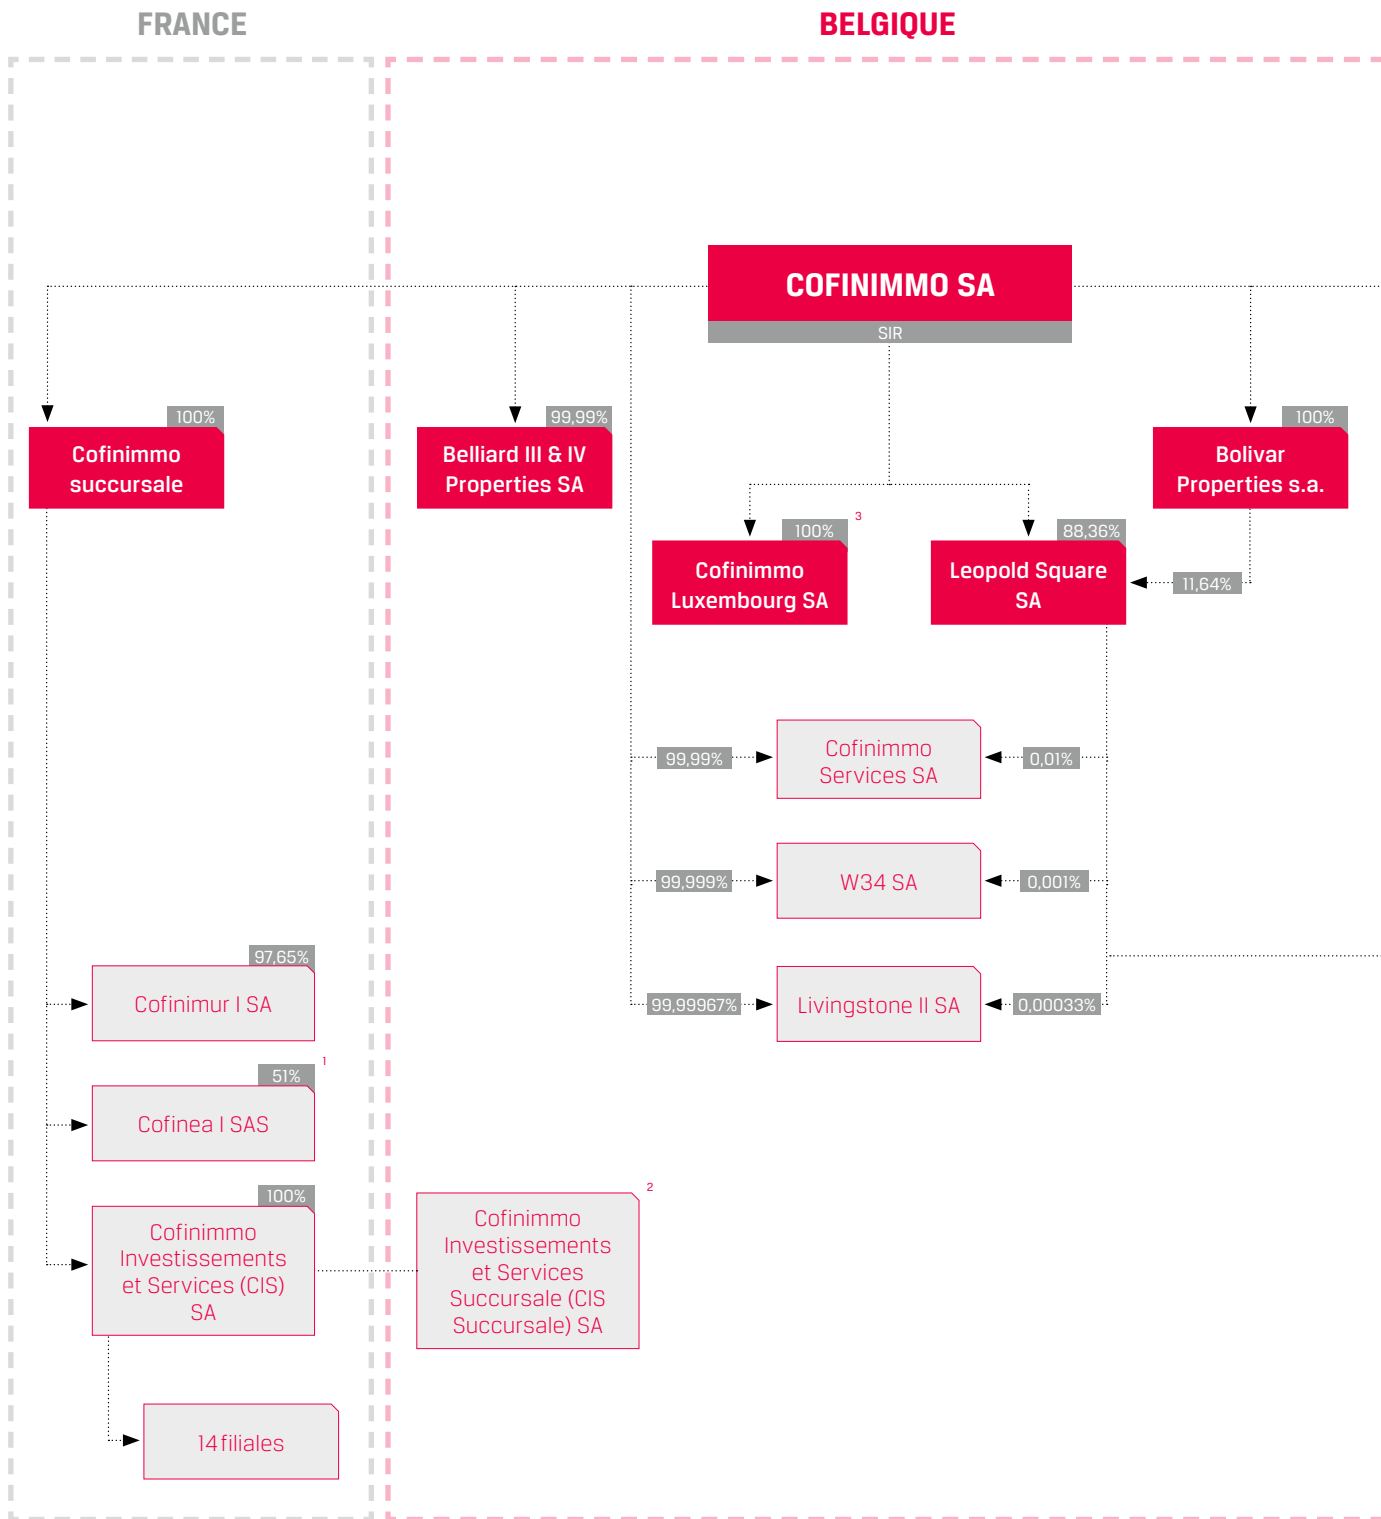 FRANCE
BELGIQUE
COFINIMMO SA
SIR
100%
Cofinimmo
succursale
99,99%
Belliard III & IV
Properties SA
100%
Bolivar
Properties s.a.
100%
3
Cofinimmo
Luxembourg SA
88,36%
Leopold Square
SA
11,64%
99,99%
Cofinimmo
Services SA
0,01%
99,999%
W34 SA
0,001%
99,99967%
Livingstone II SA
0,00033%
97,65%
Cofinimur I SA
51%
1
Cofinea I SAS
100%
Cofinimmo
Investissements
et Services (CIS)
SA
2
Cofinimmo
Investissements
et Services
Succursale (CIS
Succursale) SA
14 filiales